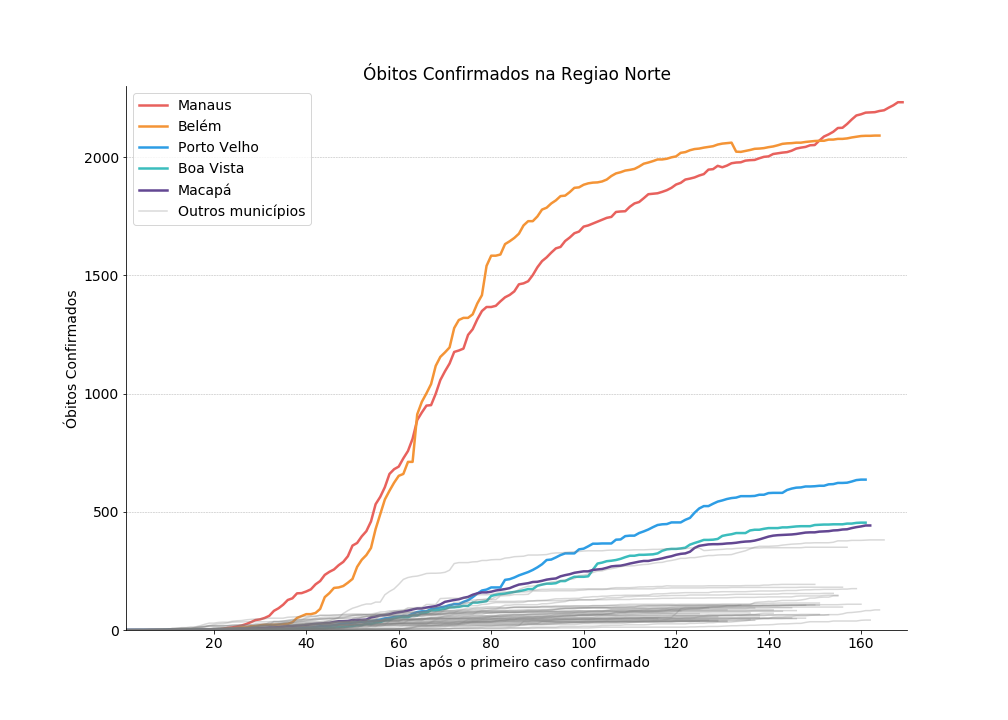 Óbitos Confirmados na Regiao Norte
Manaus
Belém
Porto Velho
Boa Vista
Macapá
Outros municípios
2000
1500
1000
500
0
Óbitos Confirmados
20 40 60 80 100 120 140 160
Dias após o primeiro caso confirmado